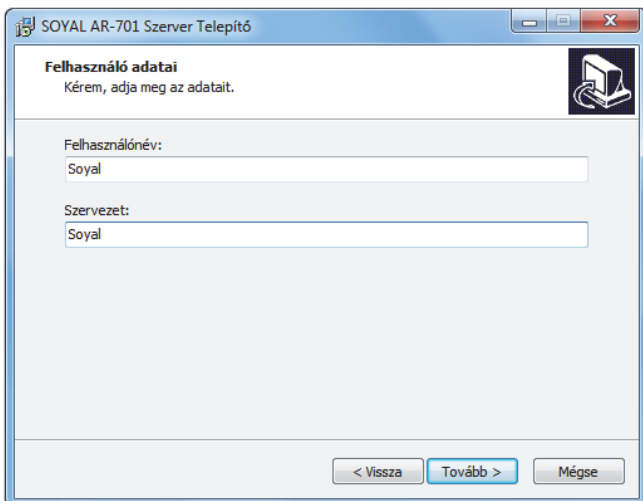 SOYAL AR-701 Szerver Telepítő
Felhasználó adatai
Kérem, adja meg az adatait.
Felhasználónév:
Soyal
Szervezet:
Soyal
< Vissza
Tovább >
Mégse